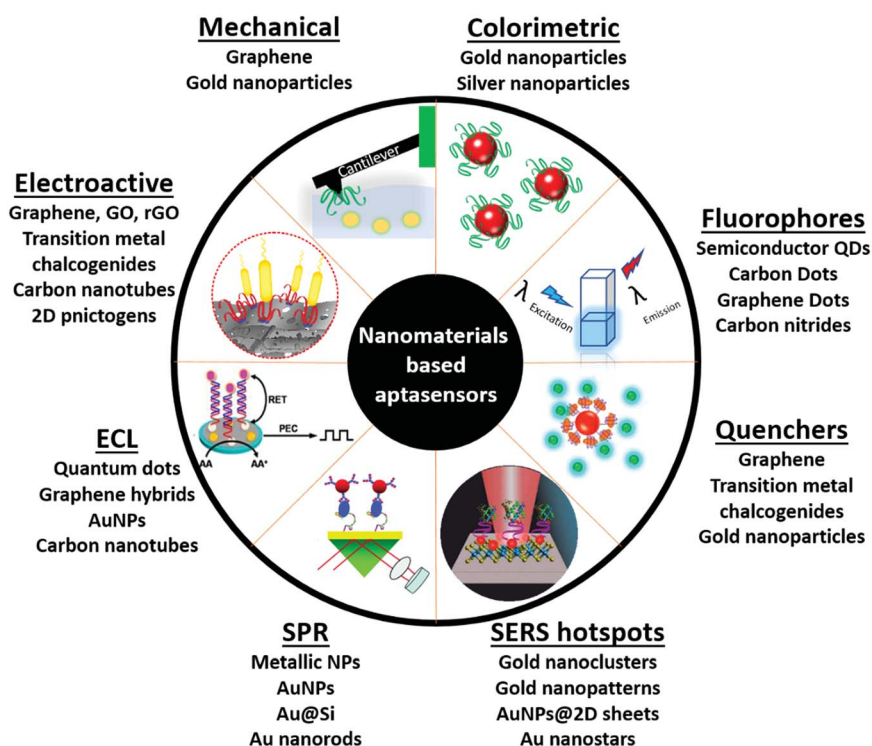 Mechanical
Graphene
Gold nanoparticles
Colorimetric
Gold nanoparticles
Silver nanoparticles
Cantilever
Electroactive
Graphene, GO, rGO
Transition metal
chalcogenides
Carbon nanotubes
2D pnictogens
Fluorophores
Semiconductor QDs
Carbon Dots
Graphene Dots
Carbon nitrides
λ
Excitation
λ
Emission
Nanomaterials
based
aptasensors
RET
PEC
AA
AA*
ECL
Quantum dots
Graphene hybrids
AuNPs
Carbon nanotubes
Quenchers
Graphene
Transition metal
chalcogenides
Gold nanoparticles
SPR
Metallic NPs
AuNPs
Au@Si
Au nanorods
SERS hotspots
Gold nanoclusters
Gold nanopatterns
AuNPs@2D sheets
Au nanostars